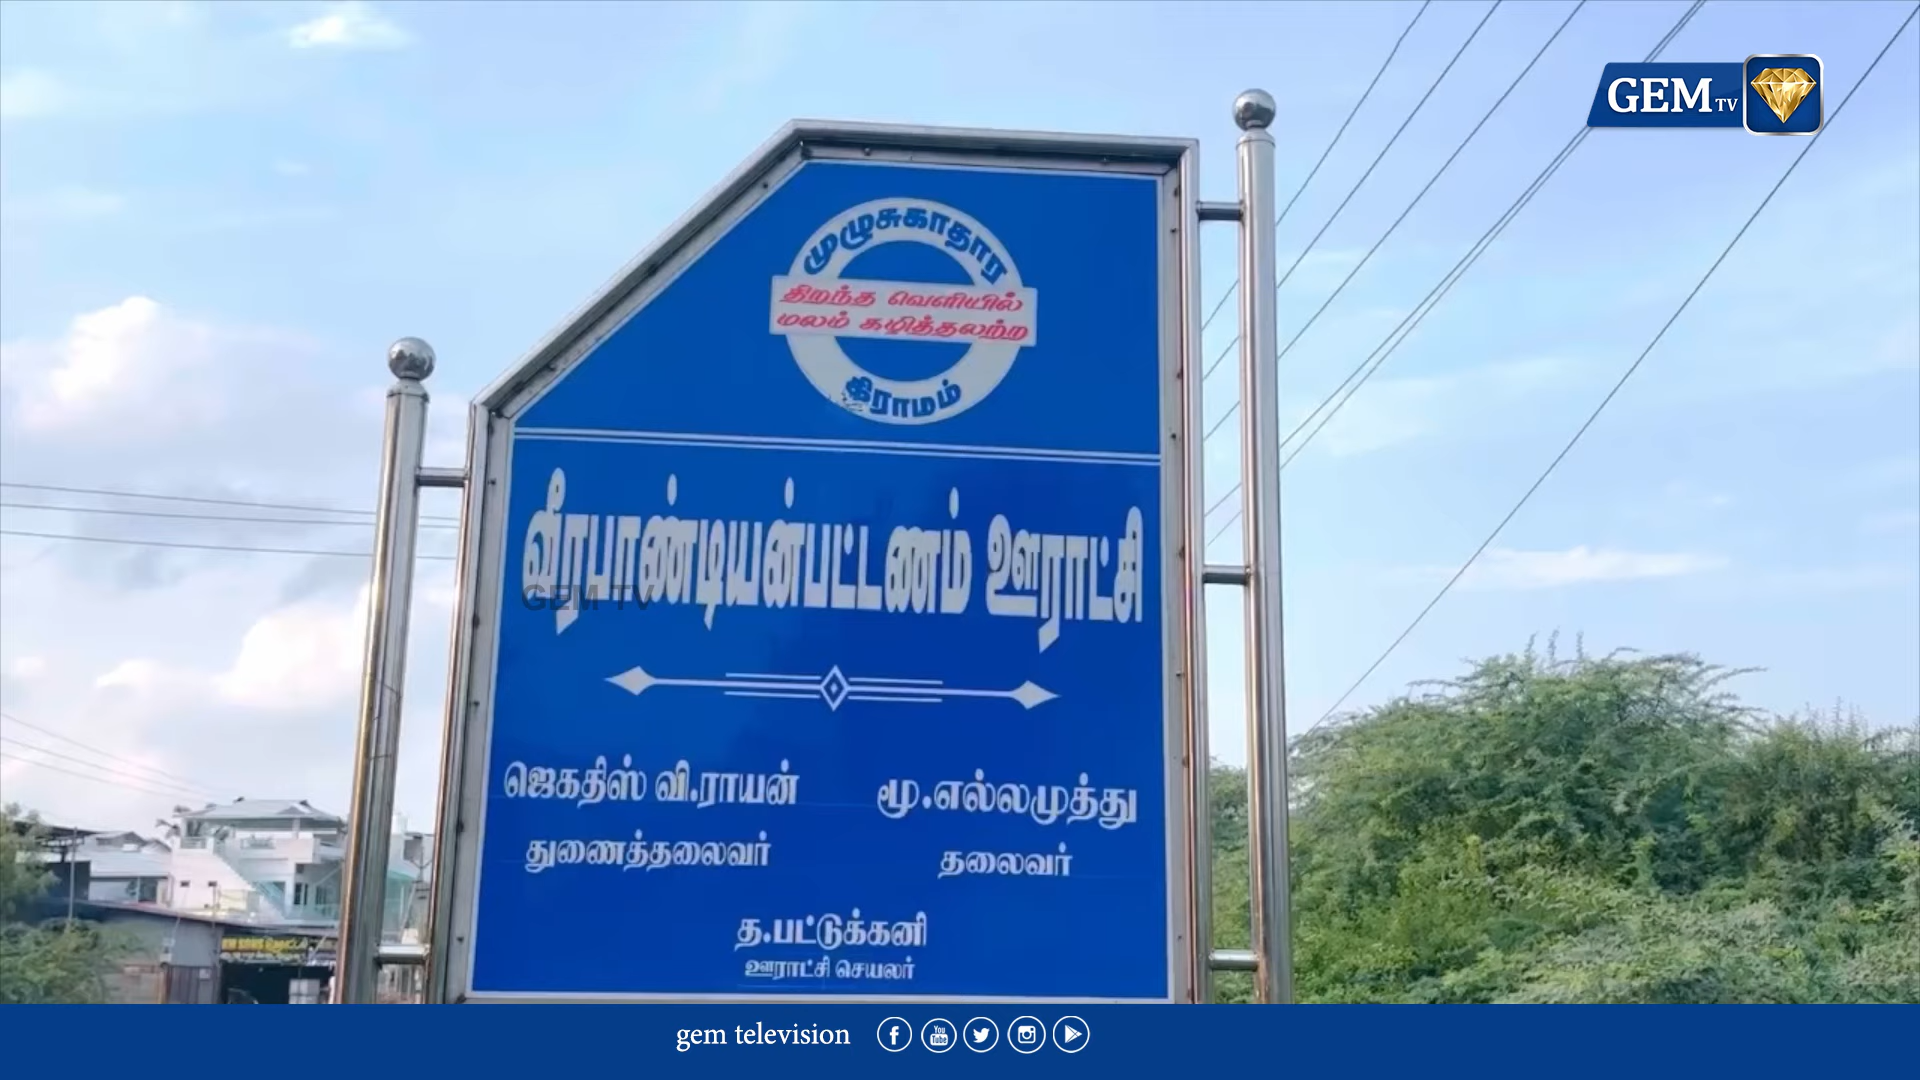 GEM TV
முழுசுகாதார
திறந்த வெளியில்
மலம் கழித்தலற்ற
கிராமம்
வீரபாண்டியன்பட்டணம் ஊராட்சி
GEM TV
ஜெகதிஸ் வி.ராயன் மூ.எல்லமுத்து
துணைத்தலைவர் தலைவர்
த.பட்டுக்கனி
ஊராட்சி செயலர்
gem television